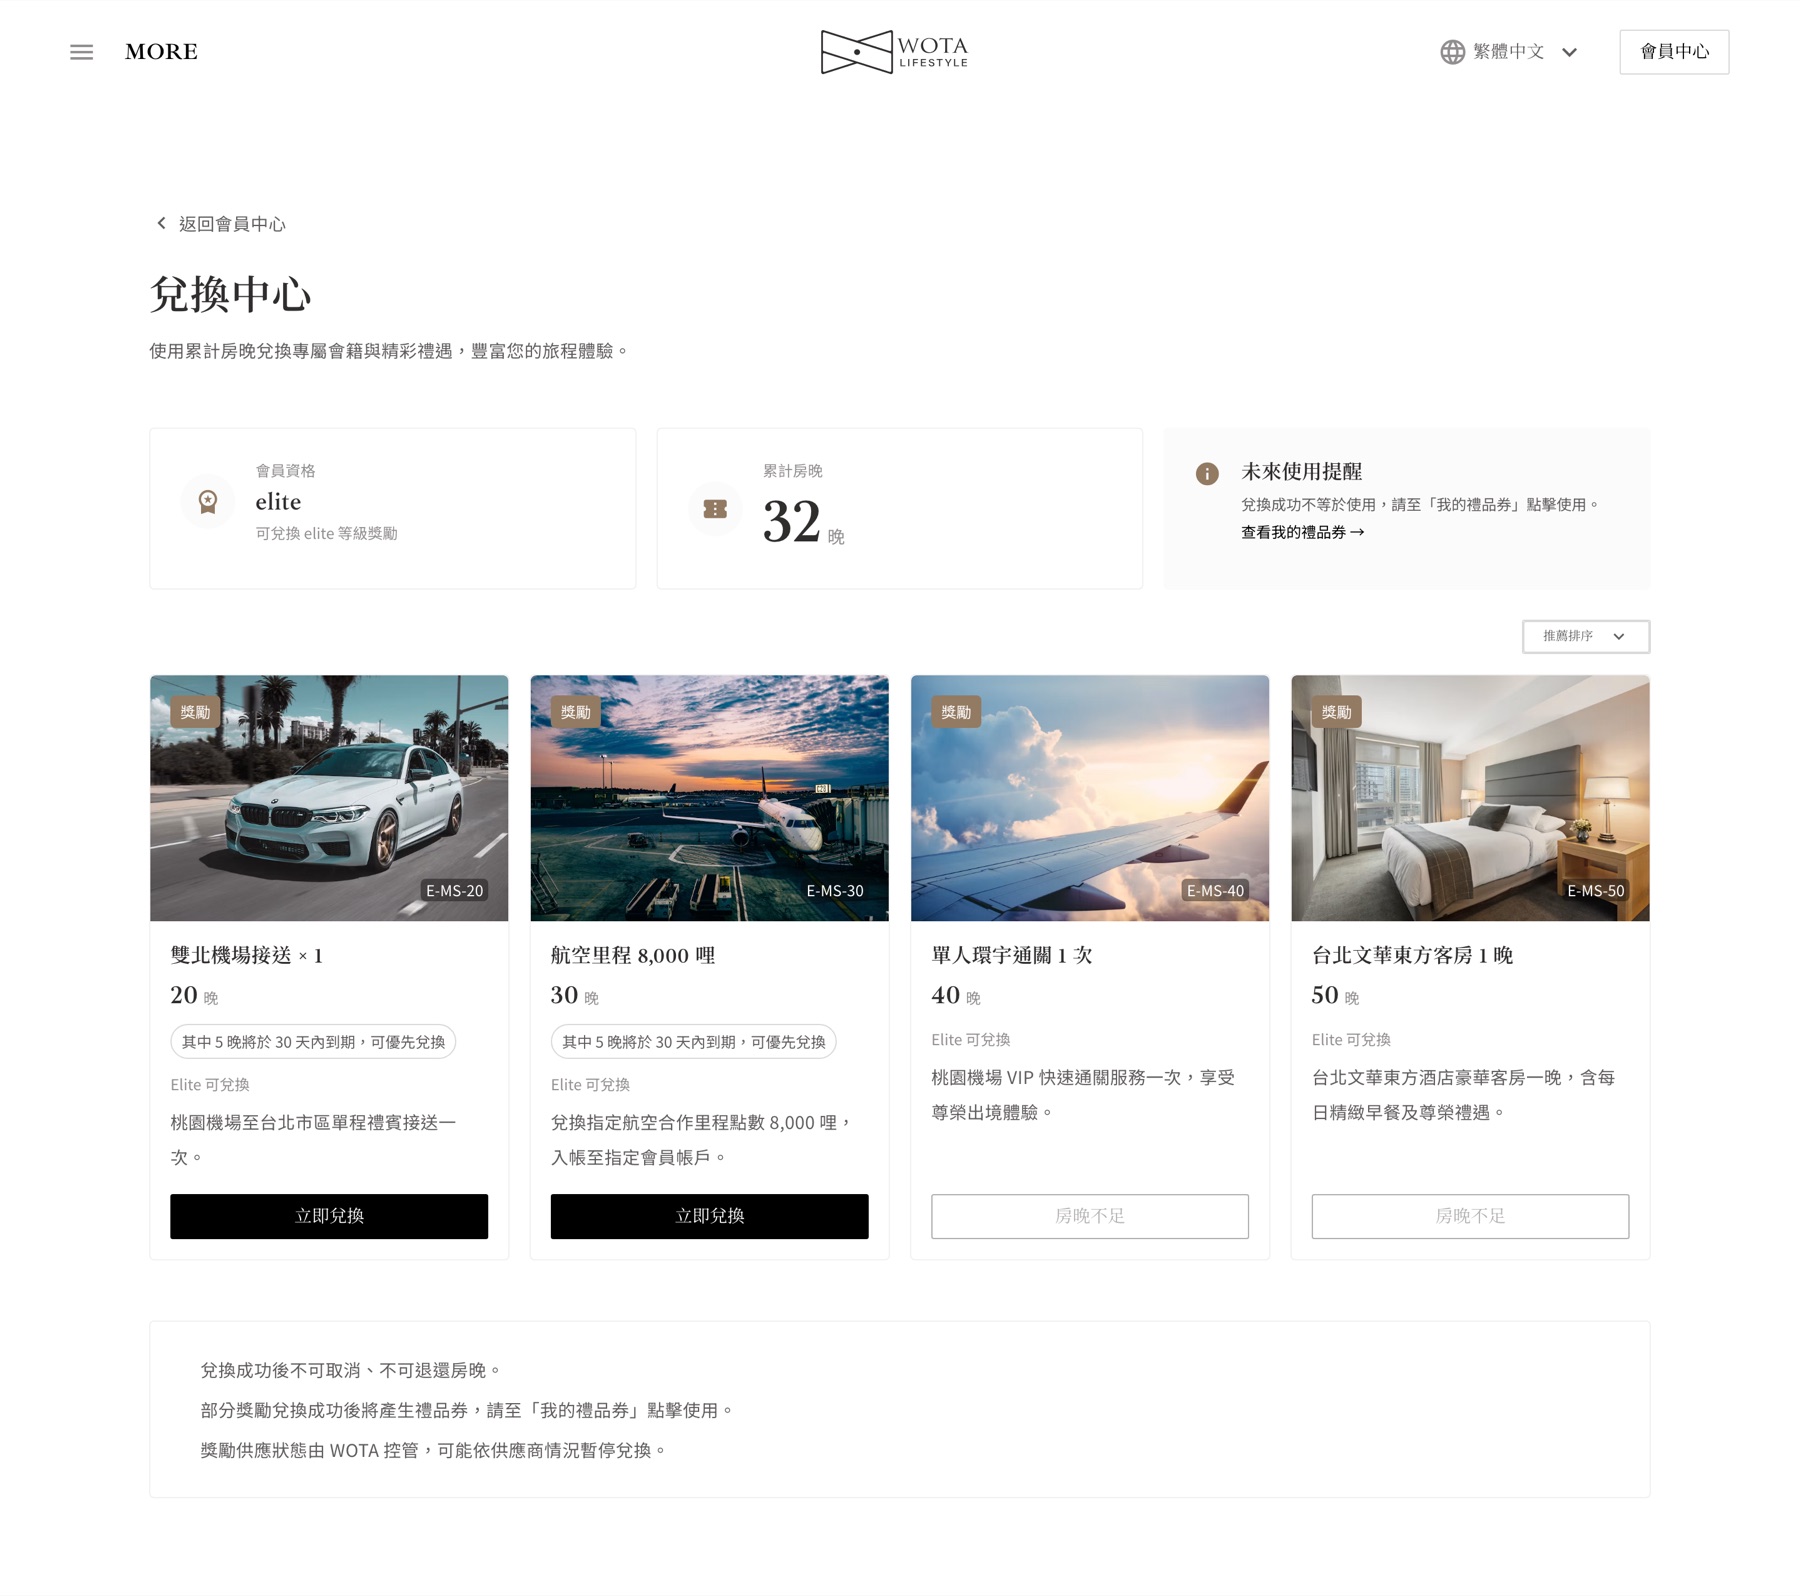 MORE
WOTA
LIFESTYLE
繁體中文
會員中心
返回會員中心
兌換中心
使用累計房晚兌換專屬會籍與精彩禮遇，豐富您的旅程體驗。
會員資格
elite
可兌換 elite 等級獎勵
累計房晚
32 晚
未來使用提醒
兌換成功不等於使用，請至「我的禮品券」點擊使用。
查看我的禮品券 →
推薦排序
獎勵
E-MS-20
雙北機場接送 × 1
20 晚
其中 5 晚將於 30 天內到期，可優先兌換
Elite 可兌換
桃園機場至台北市區單程禮賓接送一
次。
立即兌換
獎勵
E-MS-30
航空里程 8,000 哩
30 晚
其中 5 晚將於 30 天內到期，可優先兌換
Elite 可兌換
兌換指定航空合作里程點數 8,000 哩，
入帳至指定會員帳戶。
立即兌換
獎勵
E-MS-40
單人環宇通關 1 次
40 晚
Elite 可兌換
桃園機場 VIP 快速通關服務一次，享受
尊榮出境體驗。
房晚不足
獎勵
E-MS-50
台北文華東方客房 1 晚
50 晚
Elite 可兌換
台北文華東方酒店豪華客房一晚，含每
日精緻早餐及尊榮禮遇。
房晚不足
兌換成功後不可取消、不可退還房晚。
部分獎勵兌換成功後將產生禮品券，請至「我的禮品券」點擊使用。
獎勵供應狀態由 WOTA 控管，可能依供應商情況暫停兌換。